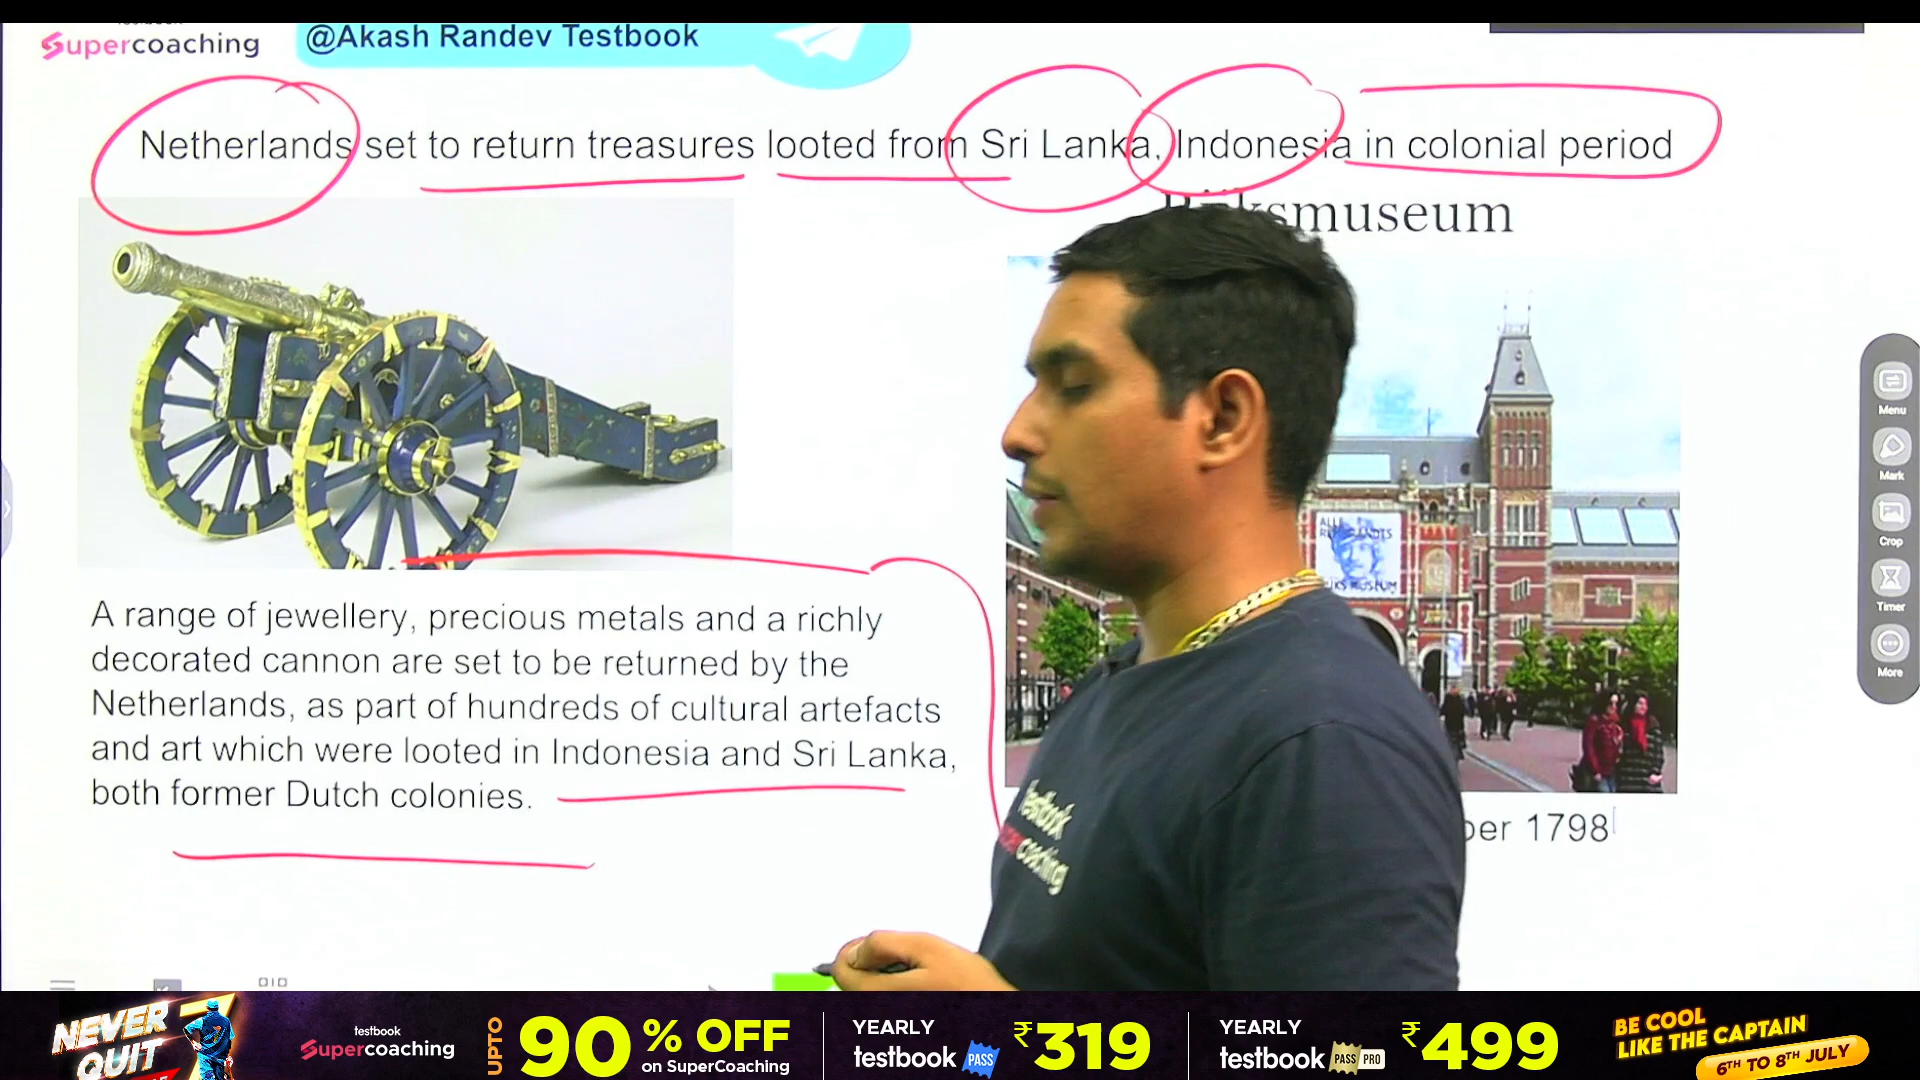 Supercoaching
@Akash Randev Testbook
Netherlands set to return treasures looted from Sri Lanka, Indonesia in colonial period
A range of jewellery, precious metals and a richly
decorated cannon are set to be returned by the
Netherlands, as part of hundreds of cultural artefacts
and art which were looted in Indonesia and Sri Lanka,
both former Dutch colonies.
1798
testbook
coaching
Menu
Mark
Crop
Timer
More
NEVER
QUIT
testbook
Supercoaching
UPTO 90% OFF
on SuperCoaching
YEARLY
testbook PASS
₹319
YEARLY
testbook PASS PRO
₹499
BE COOL
LIKE THE CAPTAIN
6TH TO 8TH JULY